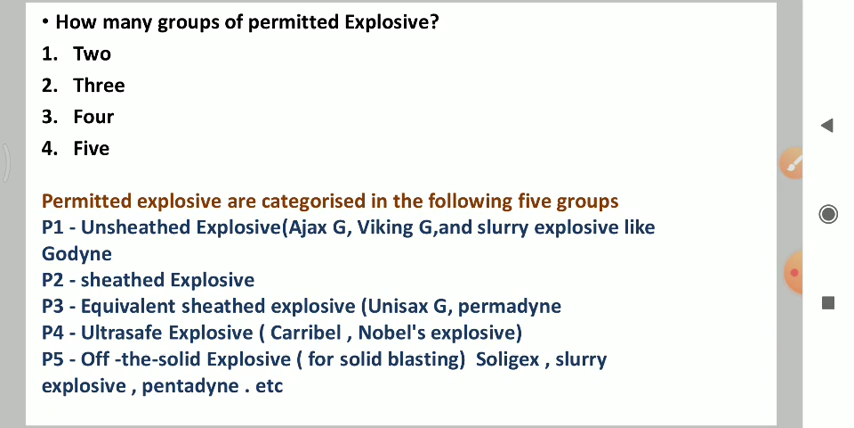 • How many groups of permitted Explosive?
1. Two
2. Three
3. Four
4. Five
Permitted explosive are categorised in the following five groups
P1 - Unsheathed Explosive(Ajax G, Viking G,and slurry explosive like
Godyne
P2 - sheathed Explosive
P3 - Equivalent sheathed explosive (Unisax G, permadyne
P4 - Ultrasafe Explosive ( Carribel , Nobel's explosive)
P5 - Off -the-solid Explosive ( for solid blasting)  Soligex , slurry
explosive , pentadyne . etc